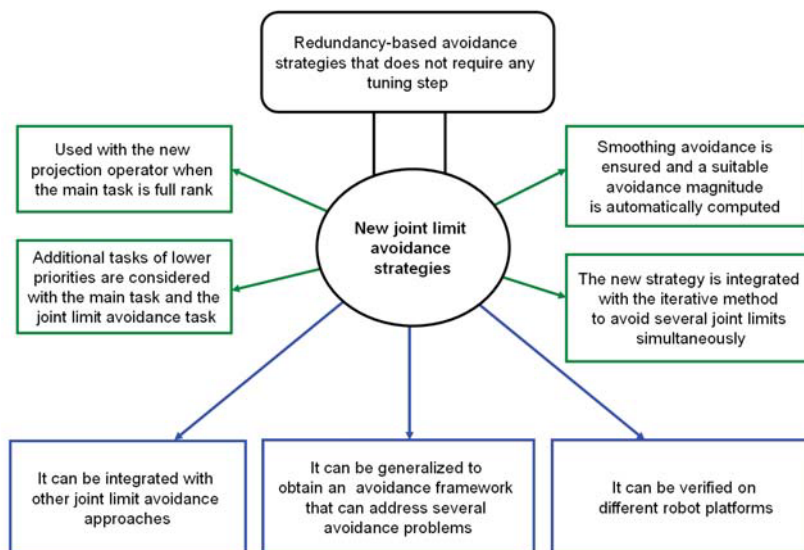 Redundancy-based avoidance
strategies that does not require any
tuning step
Used with the new
projection operator when
the main task is full rank
Smoothing avoidance is
ensured and a suitable
avoidance magnitude
is automatically computed
New joint limit
avoidance
strategies
Additional tasks of lower
priorities are considered
with the main task and the
joint limit avoidance task
The new strategy is integrated
with the iterative method
to avoid several joint limits
simultaneously
It can be integrated with
other joint limit avoidance
approaches
It can be generalized to
obtain an avoidance framework
that can address several
avoidance problems
It can be verified on
different robot platforms